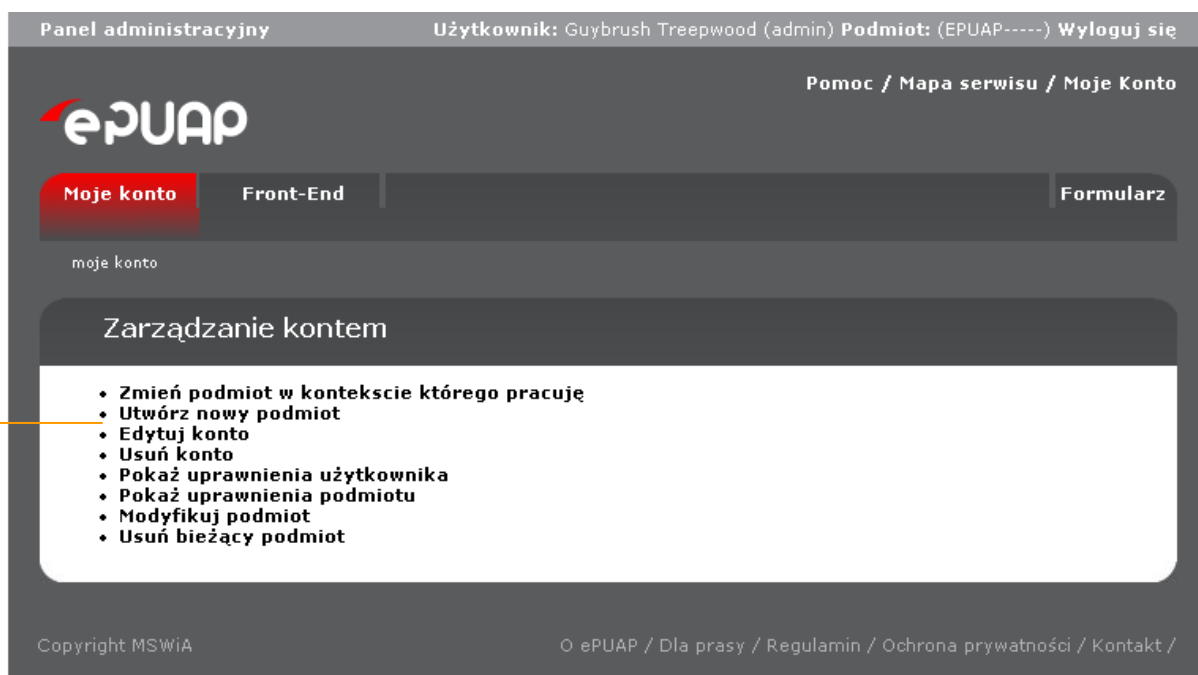 Panel administracyjny Użytkownik: Guybrush Treepwood (admin) Podmiot: (EPUAP-----) Wyloguj się
Pomoc / Mapa serwisu / Moje Konto
ePUAP
Moje konto Front-End Formularz
moje konto
Zarządzanie kontem
• Zmień podmiot w kontekscie którego pracuję
• Utwórz nowy podmiot
• Edytuj konto
• Usuń konto
• Pokaż uprawnienia użytkownika
• Pokaż uprawnienia podmiotu
• Modyfikuj podmiot
• Usuń bieżący podmiot
Copyright MSWiA O ePUAP / Dla prasy / Regulamin / Ochrona prywatności / Kontakt /